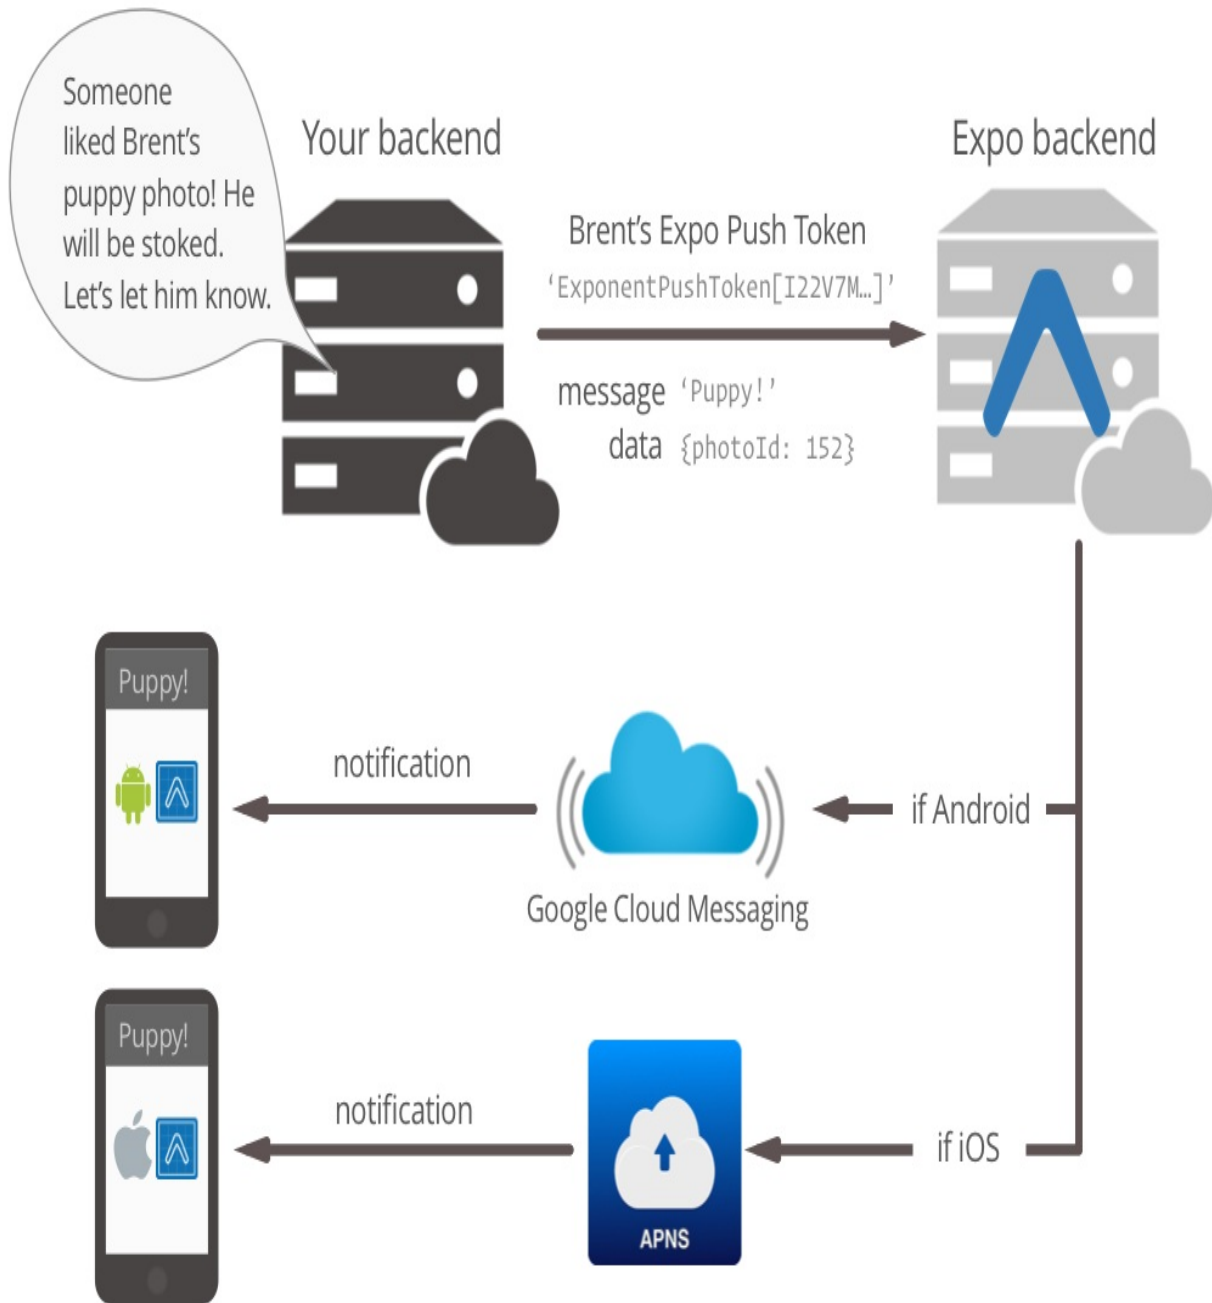 Someone
liked Brent's
puppy photo! He
will be stoked.
Let's let him know.
Your backend
Expo backend
Brent's Expo Push Token
‘ExponentPushToken[I22V7M…]’
message ‘Puppy!’
data {photoId: 152}
Puppy!
notification
if Android
Google Cloud Messaging
Puppy!
notification
if iOS
APNS